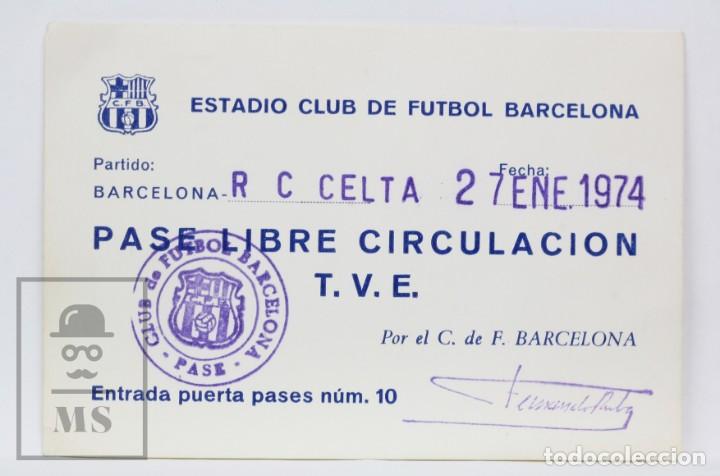 C.F.B.
ESTADIO CLUB DE FUTBOL BARCELONA
Partido:
Fecha:
BARCELONA- R C CELTA 27 ENE. 1974
PASE LIBRE CIRCULACION
T. V. E.
CLUB de FUTBOL BARCELONA
- PASE -
Por el C. de F. BARCELONA
Entrada puerta pases núm. 10
MS
todocoleccion